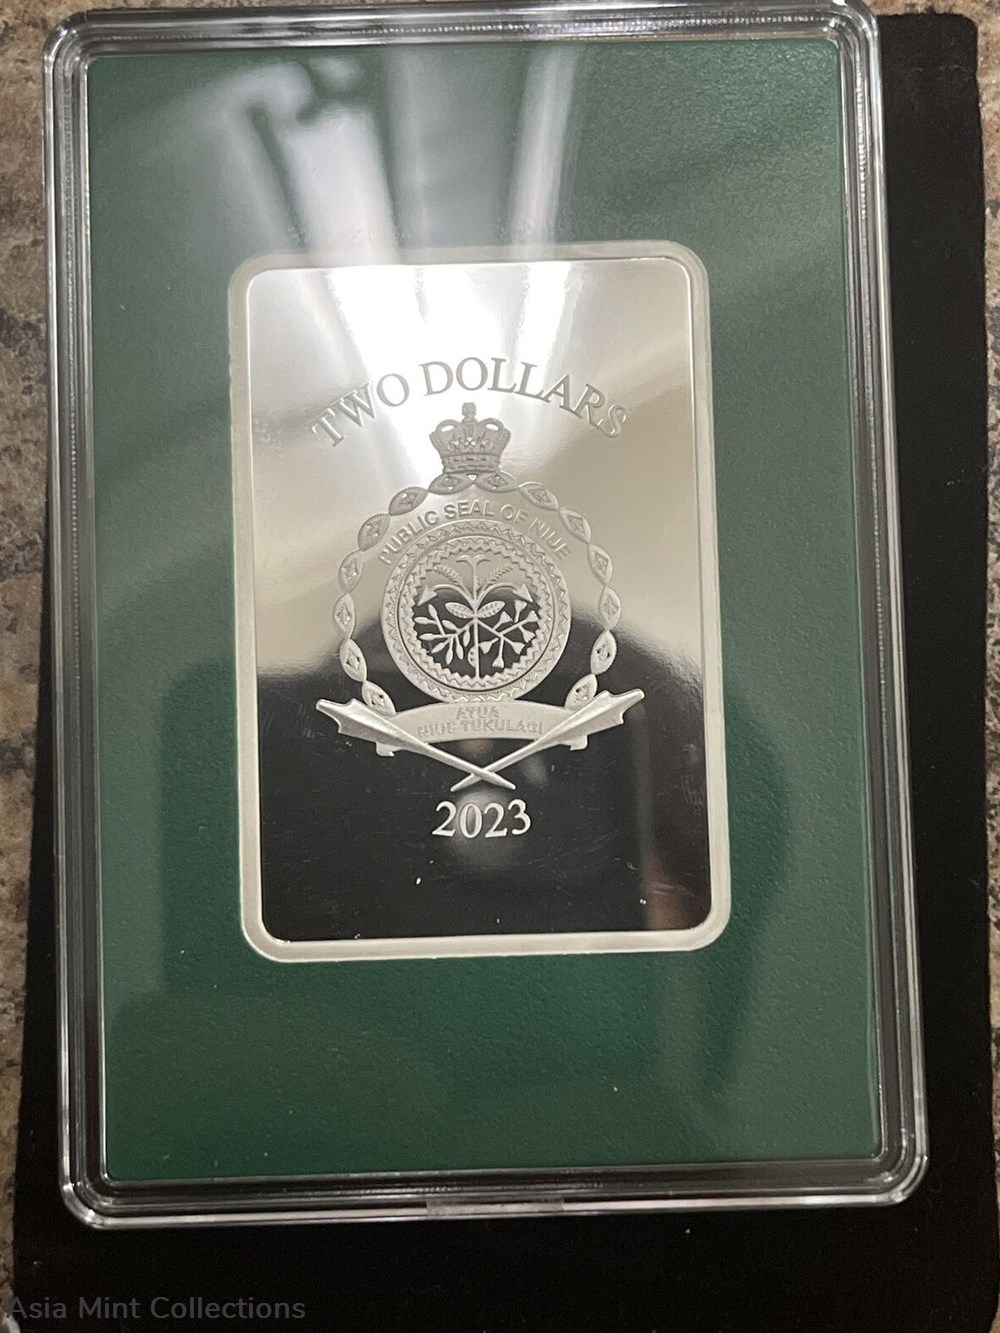 TWO DOLLARS
PUBLIC SEAL OF NIUE
ATUA
NIUE TUKULAGI
2023
Asia Mint Collections